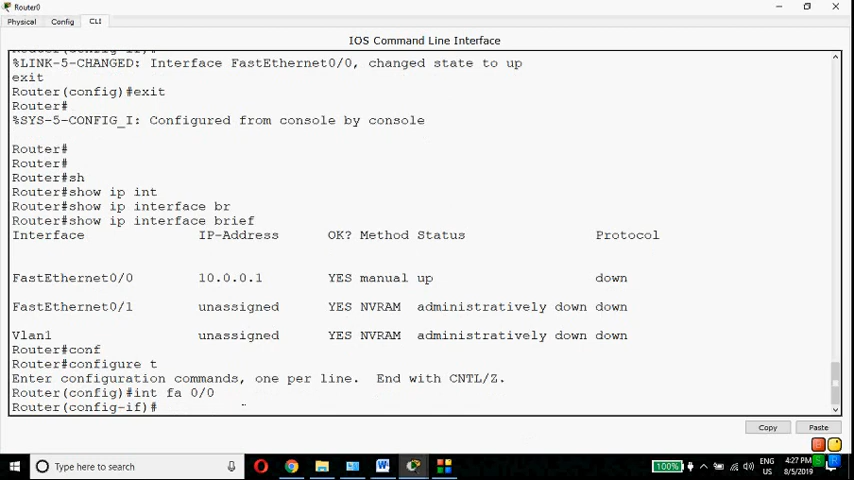 Router0
Physical Config CLI
IOS Command Line Interface
%LINK-5-CHANGED: Interface FastEthernet0/0, changed state to up
exit
Router(config)#exit
Router#
%SYS-5-CONFIG_I: Configured from console by console
Router#
Router#
Router#sh
Router#show ip int
Router#show ip interface br
Router#show ip interface brief
Interface IP-Address OK? Method Status Protocol
FastEthernet0/0 10.0.0.1 YES manual up down
FastEthernet0/1 unassigned YES NVRAM administratively down down
Vlan1 unassigned YES NVRAM administratively down down
Router#conf
Router#configure t
Enter configuration commands, one per line. End with CNTL/Z.
Router(config)#int fa 0/0
Router(config-if)#
Copy Paste
Type here to search
100%
ENG
US
4:27 PM
8/5/2019